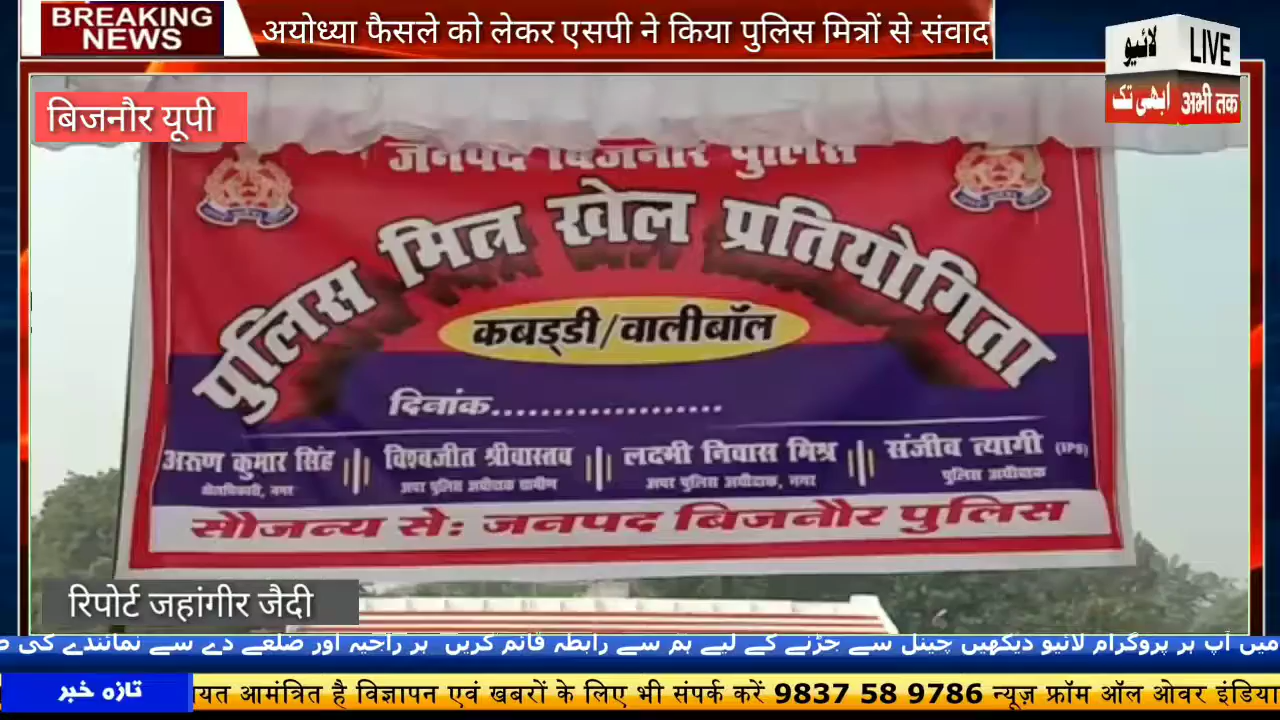 BREAKING NEWS
अयोध्या फैसले को लेकर एसपी ने किया पुलिस मित्रों से संवाद
لائیو LIVE
ابھی تک अभी तक
बिजनौर यूपी
जनपद बिजनौर पुलिस
पुलिस मित्र खेल प्रतियोगिता
कबड्डी/वालीबॉल
दिनांक...................
अरुण कुमार सिंह विश्वजीत श्रीवास्तव लक्ष्मी निवास मिश्र संजीव त्यागी (IPS)
नगर अपर पुलिस अधीक्षक ग्रामीण अपर पुलिस अधीक्षक, नगर पुलिस अधीक्षक
सौजन्य से: जनपद बिजनौर पुलिस
रिपोर्ट जहांगीर जैदी
میں آپ ہر پروگرام لائیو دیکھیں چینل سے جڑنے کے لیے ہم سے رابطہ قائم کریں ہر راجیہ اور ضلعے دے سے نمائندے کی
تازہ خبر
यत आमंत्रित है विज्ञापन एवं खबरों के लिए भी संपर्क करें 9837 58 9786 न्यूज़ फ्रॉम ऑल ओवर इंडिया